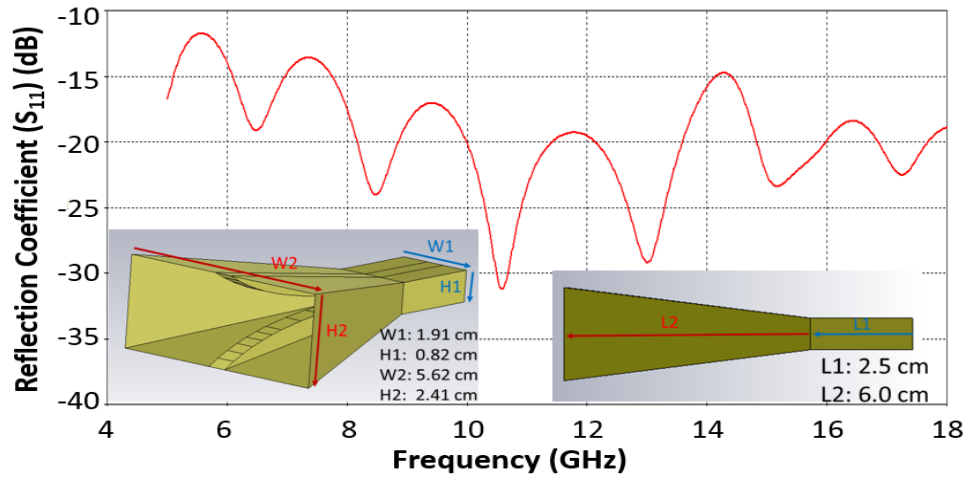 Reflection Coefficient (S11) (dB)
-10
-15
-20
-25
-30
-35
-40
W1
W2
H1
H2
W1: 1.91 cm
H1: 0.82 cm
W2: 5.62 cm
H2: 2.41 cm
L2
L1
L1: 2.5 cm
L2: 6.0 cm
4 6 8 10 12 14 16 18
Frequency (GHz)